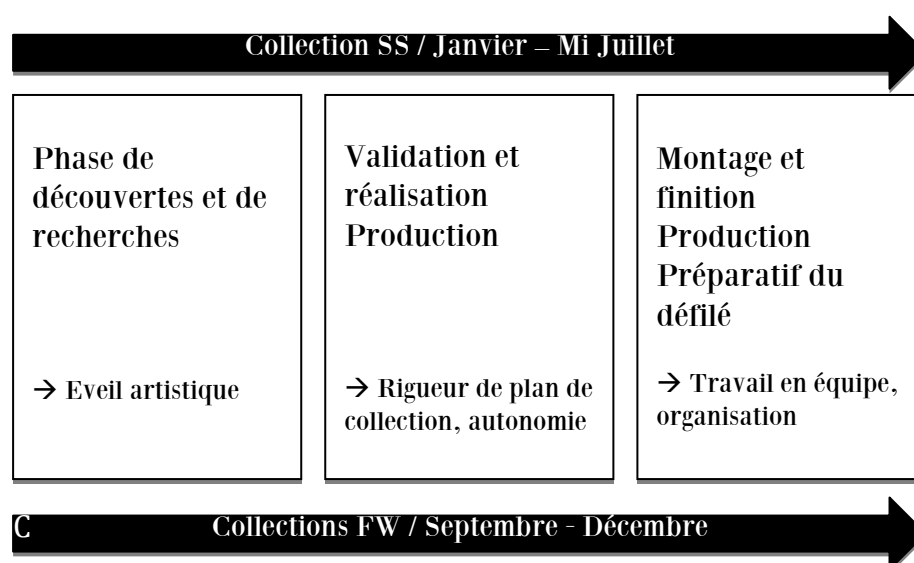 Collection SS / Janvier – Mi Juillet
Phase de
découvertes et de
recherches
→ Eveil artistique
Validation et
réalisation
Production
→ Rigueur de plan de
collection, autonomie
Montage et
finition
Production
Préparatif du
défilé
→ Travail en équipe,
organisation
C
Collections FW / Septembre - Décembre